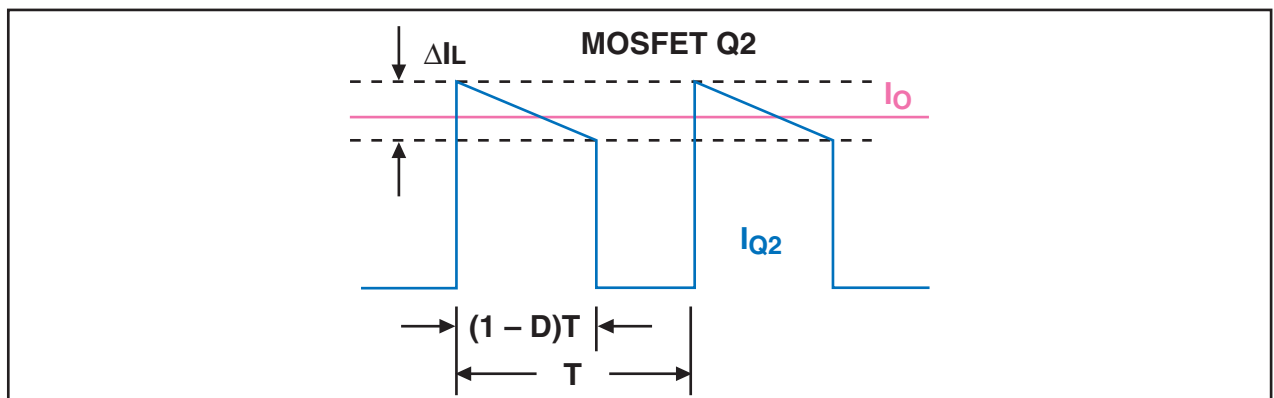 MOSFET Q2
ΔIL
IO
IQ2
(1 – D)T
T